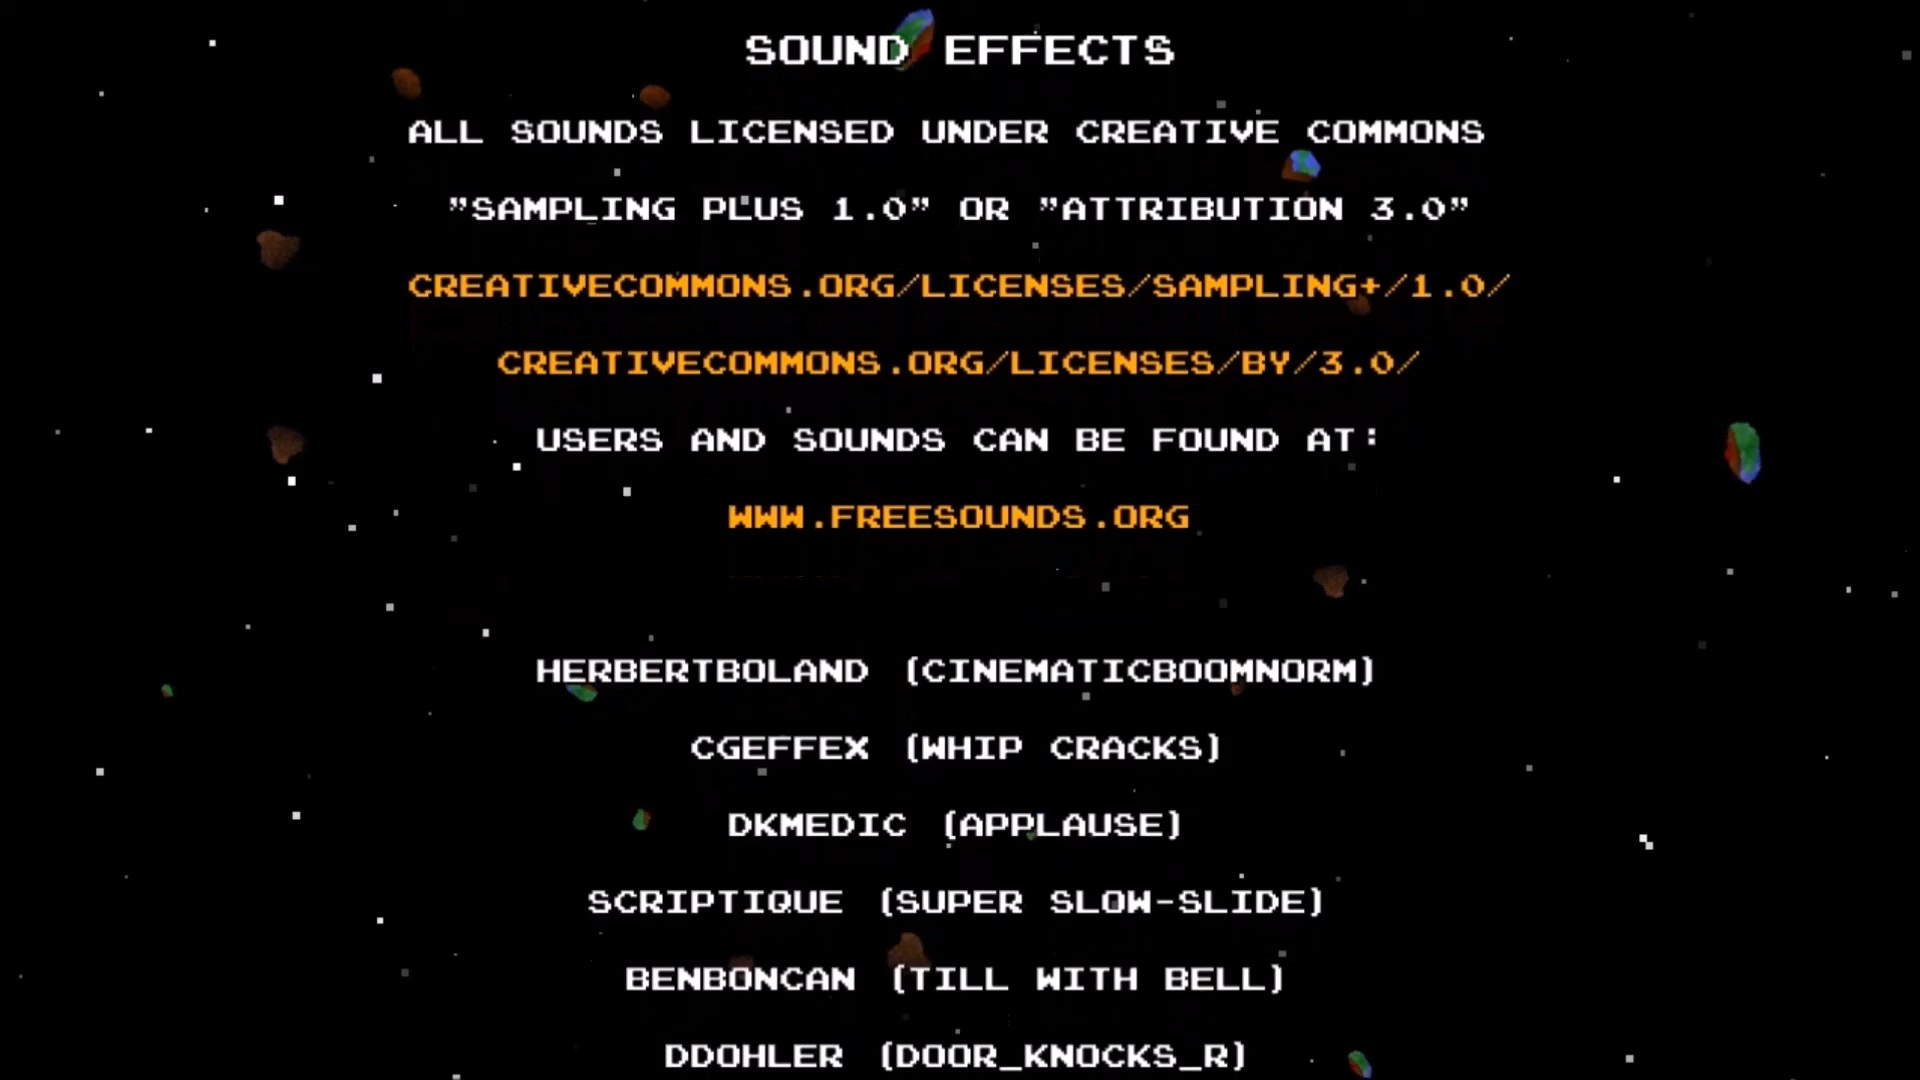 SOUND EFFECTS
ALL SOUNDS LICENSED UNDER CREATIVE COMMONS
"SAMPLING PLUS 1.0" OR "ATTRIBUTION 3.0"
CREATIVECOMMONS.ORG/LICENSES/SAMPLING+/1.0/
CREATIVECOMMONS.ORG/LICENSES/BY/3.0/
USERS AND SOUNDS CAN BE FOUND AT:
WWW.FREESOUNDS.ORG
HERBERTBOLAND (CINEMATICBOOMNORM)
CGEFFEX (WHIP CRACKS)
DKMEDIC (APPLAUSE)
SCRIPTIQUE (SUPER SLOW-SLIDE)
BENBONCAN (TILL WITH BELL)
DDOHLER (DOOR_KNOCKS_R)